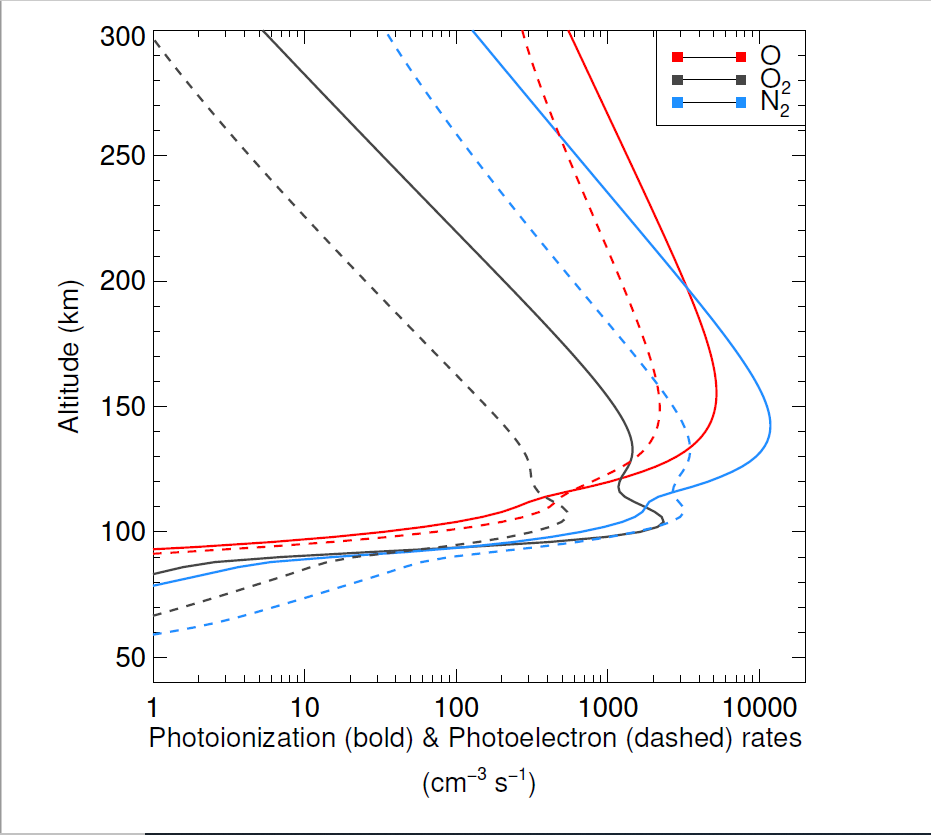 300
250
200
150
100
50
Altitude (km)
O
O₂
N₂
1 10 100 1000 10000
Photoionization (bold) & Photoelectron (dashed) rates
(cm⁻³ s⁻¹)